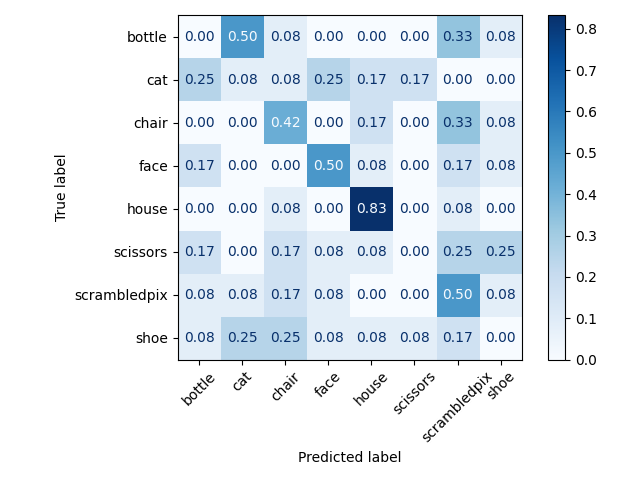 bottle 0.00 0.50 0.08 0.00 0.00 0.00 0.33 0.08
cat 0.25 0.08 0.08 0.25 0.17 0.17 0.00 0.00
chair 0.00 0.00 0.42 0.00 0.17 0.00 0.33 0.08
face 0.17 0.00 0.00 0.50 0.08 0.00 0.17 0.08
house 0.00 0.00 0.08 0.00 0.83 0.00 0.08 0.00
scissors 0.17 0.00 0.17 0.08 0.08 0.00 0.25 0.25
scrambledpix 0.08 0.08 0.17 0.08 0.00 0.00 0.50 0.08
shoe 0.08 0.25 0.25 0.08 0.08 0.08 0.17 0.00
bottle cat chair face house scissors scrambledpix shoe
Predicted label
True label
0.8
0.7
0.6
0.5
0.4
0.3
0.2
0.1
0.0